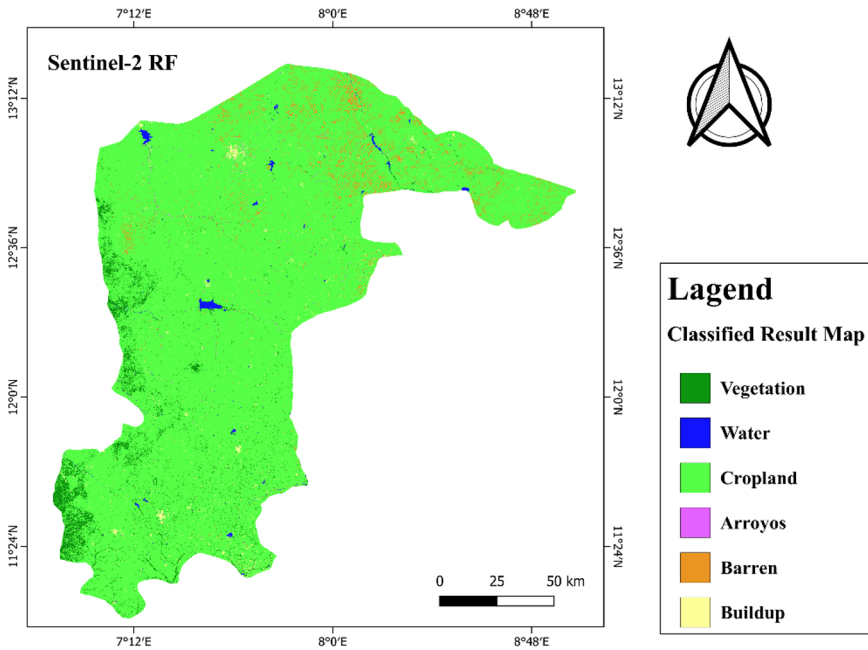 7°12'E 8°0'E 8°48'E
Sentinel-2 RF
13°12'N 13°12'N
12°36'N 12°36'N
12°0'N 12°0'N
11°24'N 11°24'N
0 25 50 km
7°12'E 8°0'E 8°48'E
Lagend
Classified Result Map
Vegetation
Water
Cropland
Arroyos
Barren
Buildup